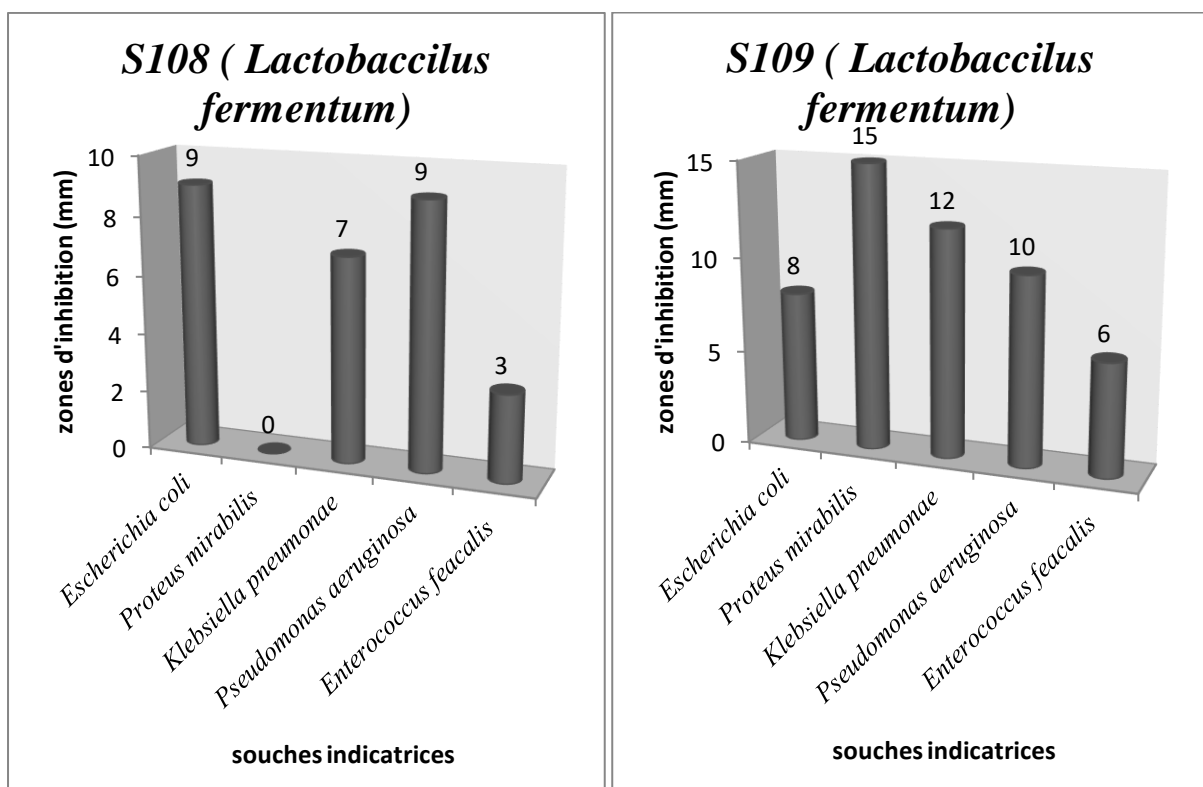 S108 ( Lactobaccilus
fermentum)
zones d'inhibition (mm)
10
8
6
4
2
0
9
0
7
9
3
Escherichia coli
Proteus mirabilis
Klebsiella pneumonae
Pseudomonas aeruginosa
Enterococcus feacalis
souches indicatrices
S109 ( Lactobaccilus
fermentum)
zones d'inhibition (mm)
15
10
5
0
8
15
12
10
6
Escherichia coli
Proteus mirabilis
Klebsiella pneumonae
Pseudomonas aeruginosa
Enterococcus feacalis
souches indicatrices